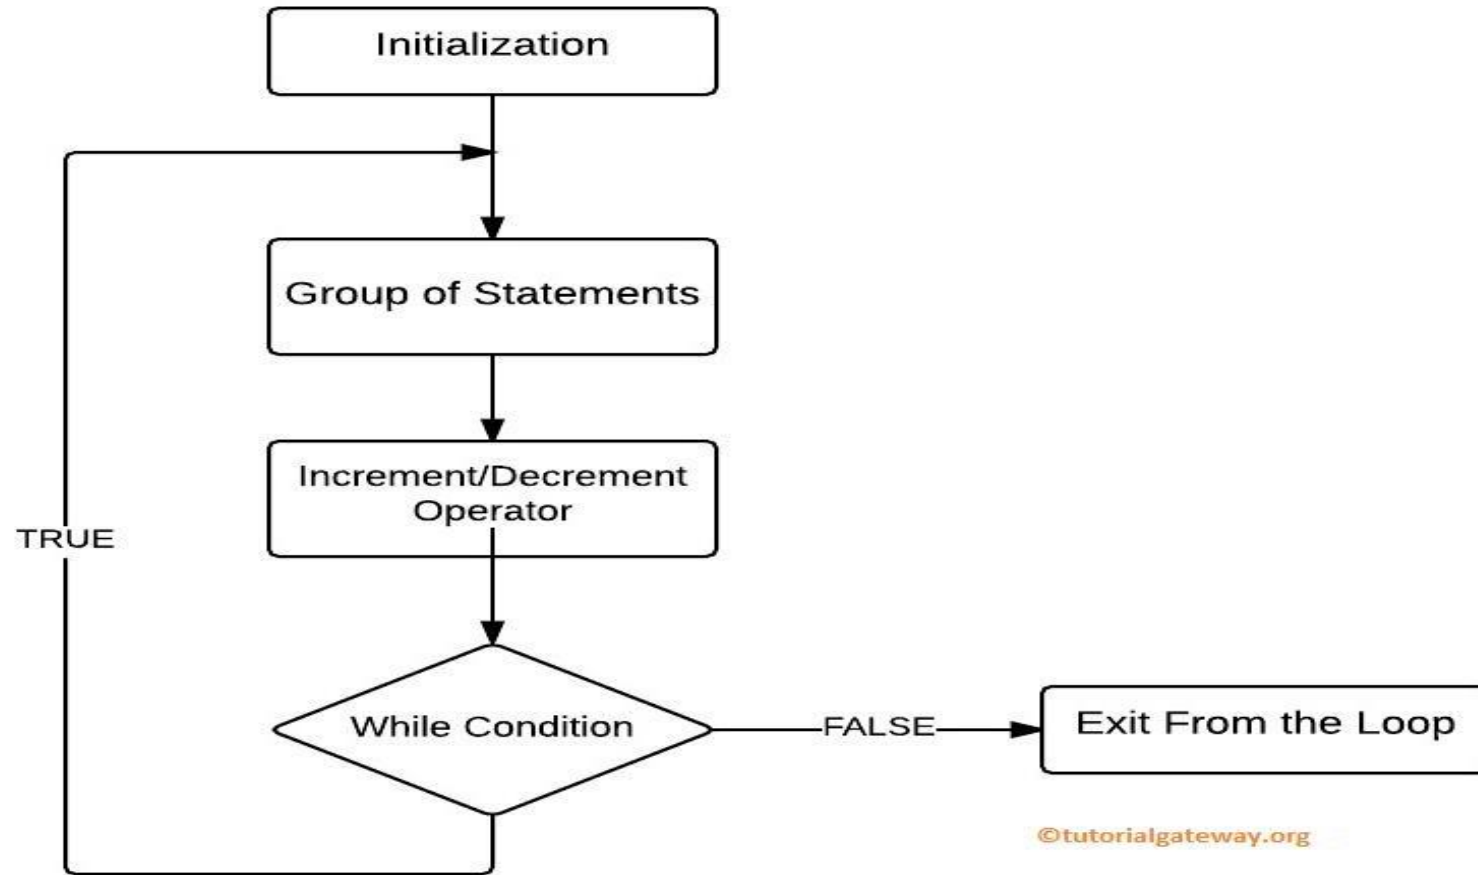 Initialization
Group of Statements
Increment/Decrement
Operator
TRUE
While Condition
FALSE
Exit From the Loop
©tutorialgateway.org